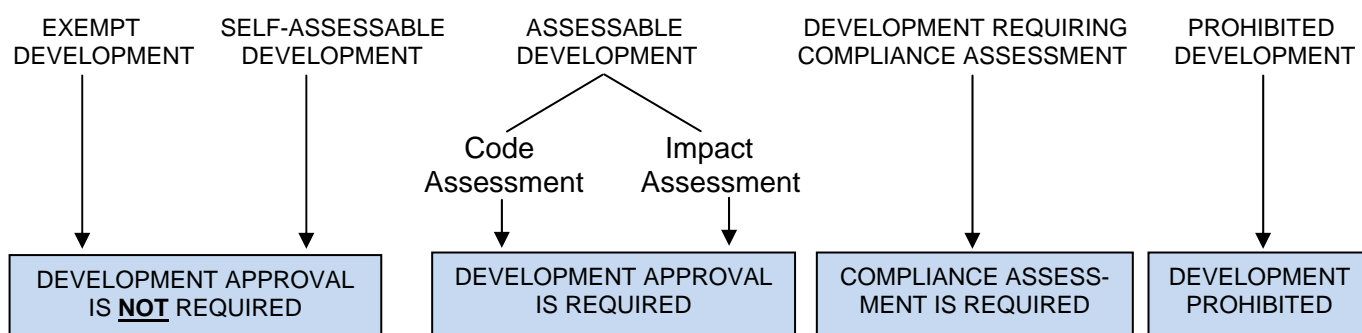 EXEMPT
DEVELOPMENT
SELF-ASSESSABLE
DEVELOPMENT
ASSESSABLE
DEVELOPMENT
DEVELOPMENT REQUIRING
COMPLIANCE ASSESSMENT
PROHIBITED
DEVELOPMENT
Code
Assessment
Impact
Assessment
DEVELOPMENT APPROVAL
IS NOT REQUIRED
DEVELOPMENT APPROVAL
IS REQUIRED
COMPLIANCE ASSESS-
MENT IS REQUIRED
DEVELOPMENT
PROHIBITED